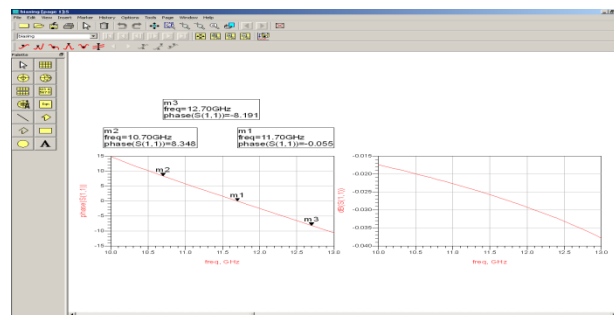 File Edit View Insert Marker History Options Tools Page Window Help
Palette
m3
freq=12.70GHz
phase(S(1,1))=-8.191
m2
freq=10.70GHz
phase(S(1,1))=8.348
m1
freq=11.70GHz
phase(S(1,1))=-0.055
15
10
5
0
-5
-10
-15
phase(S(1,1))
m2
m1
m3
10.0 10.5 11.0 11.5 12.0 12.5 13.0
freq, GHz
-0.015
-0.020
-0.025
-0.030
-0.035
-0.040
dB(S(1,1))
10.0 10.5 11.0 11.5 12.0 12.5 13.0
freq, GHz
A